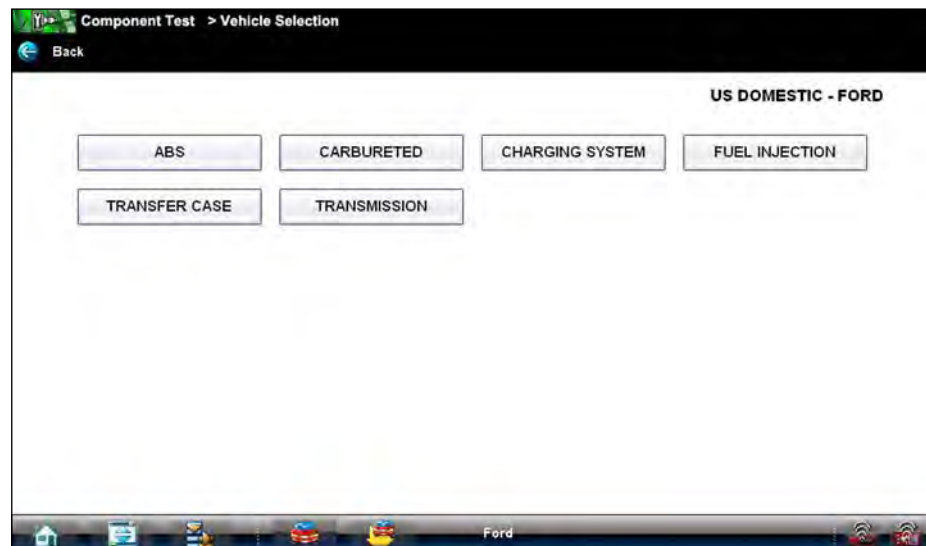 Component Test > Vehicle Selection
Back
US DOMESTIC - FORD
ABS CARBURETED CHARGING SYSTEM FUEL INJECTION
TRANSFER CASE TRANSMISSION
Ford